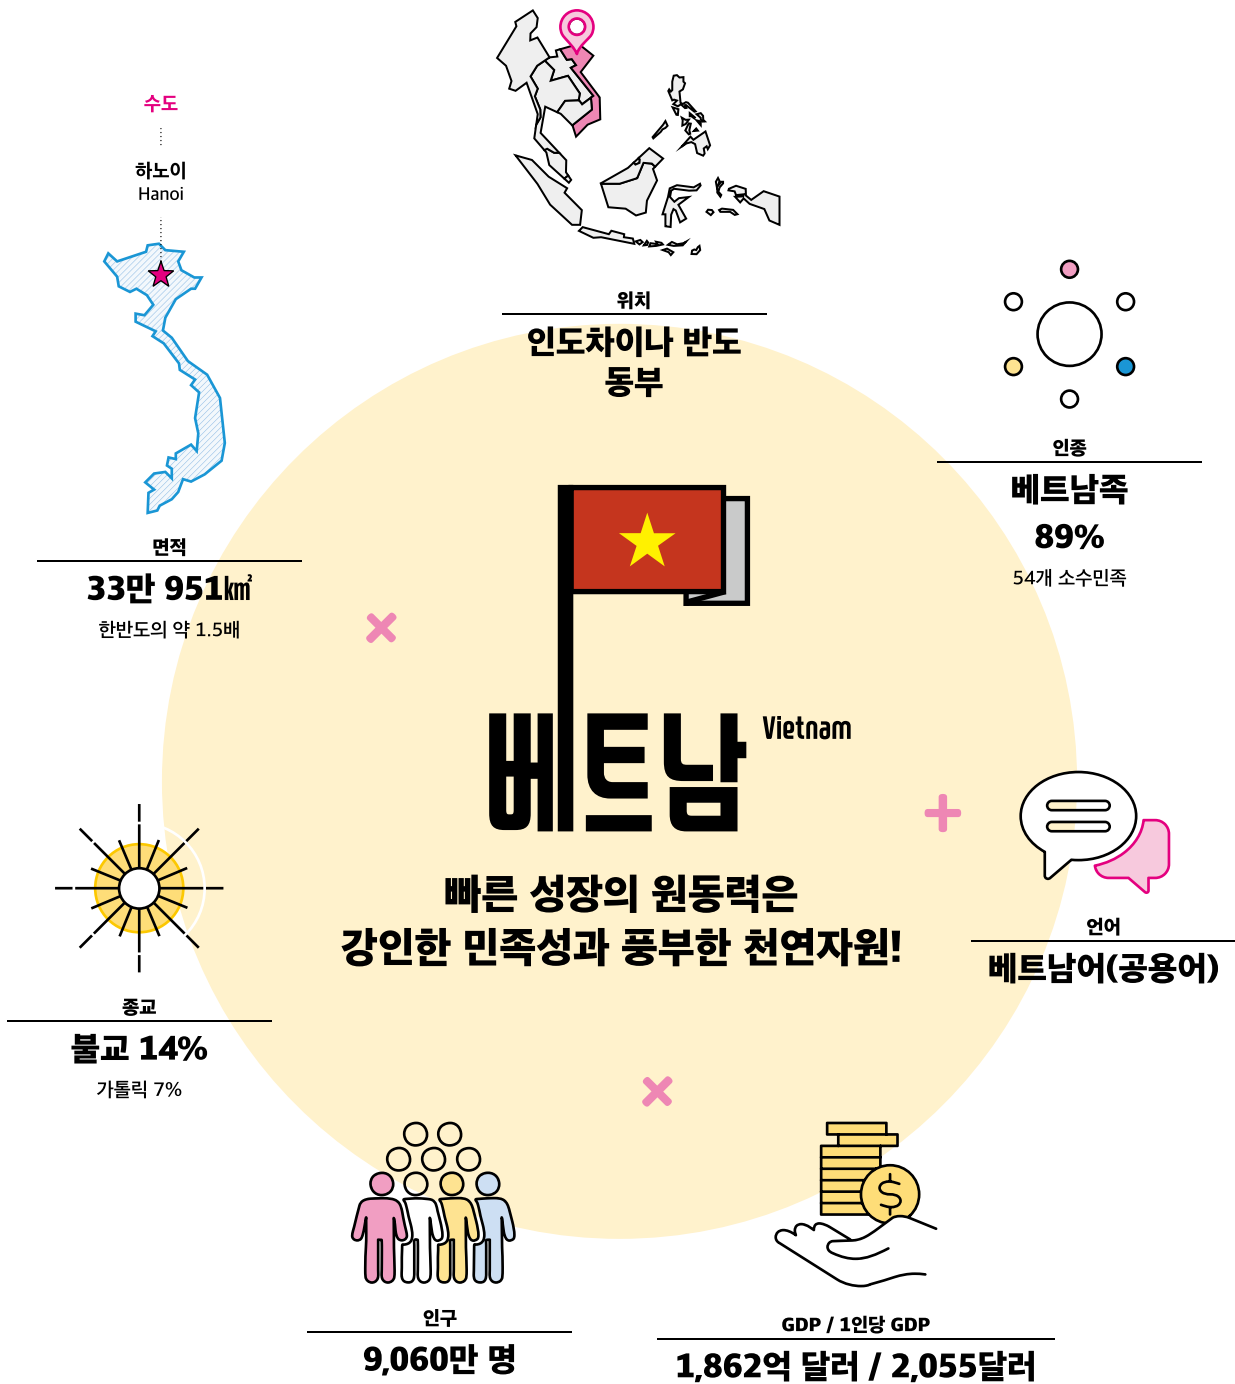 수도
하노이
Hanoi
위치
인도차이나 반도
동부
인종
베트남족
89%
54개 소수민족
면적
33만 951㎢
한반도의 약 1.5배
베트남 Vietnam
빠른 성장의 원동력은
강인한 민족성과 풍부한 천연자원!
언어
베트남어(공용어)
종교
불교 14%
가톨릭 7%
$
인구
9,060만 명
GDP / 1인당 GDP
1,862억 달러 / 2,055달러